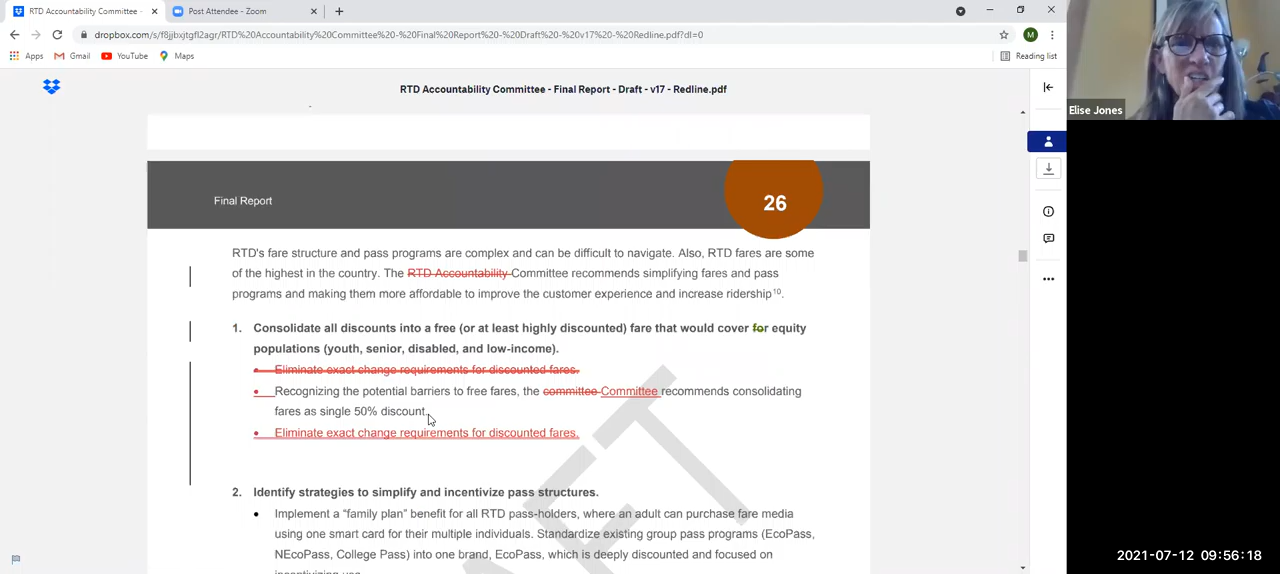 RTD Accountability Committee -
Post Attendee - Zoom
dropbox.com/s/f8jjbxjtgfl2agr/RTD%20Accountability%20Committee%20-%20Final%20Report%20-%20Draft%20-%20v17%20-%20Redline.pdf?dl=0
M
Apps
Gmail
YouTube
Maps
Reading list
RTD Accountability Committee - Final Report - Draft - v17 - Redline.pdf
Elise Jones
Final Report
26
RTD's fare structure and pass programs are complex and can be difficult to navigate. Also, RTD fares are some
of the highest in the country. The RTD Accountability Committee recommends simplifying fares and pass
programs and making them more affordable to improve the customer experience and increase ridership10.
1. Consolidate all discounts into a free (or at least highly discounted) fare that would cover for equity
populations (youth, senior, disabled, and low-income).
• Eliminate exact change requirements for discounted fares.
• Recognizing the potential barriers to free fares, the committee Committee recommends consolidating
fares as single 50% discount.
• Eliminate exact change requirements for discounted fares.
2. Identify strategies to simplify and incentivize pass structures.
• Implement a “family plan” benefit for all RTD pass-holders, where an adult can purchase fare media
using one smart card for their multiple individuals. Standardize existing group pass programs (EcoPass,
NEcoPass, College Pass) into one brand, EcoPass, which is deeply discounted and focused on
incentivizing use
DRAFT
2021-07-12 09:56:18